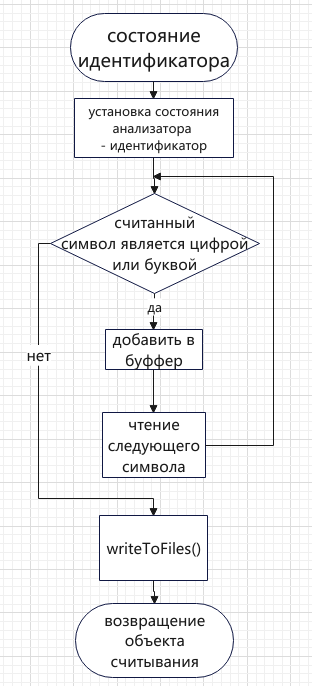 состояние
идентификатора
установка состояния
анализатора
- идентификатор
считанный
символ является цифрой
или буквой
да
добавить в
буффер
нет
чтение
следующего
символа
writeToFiles()
возвращение
объекта
считывания